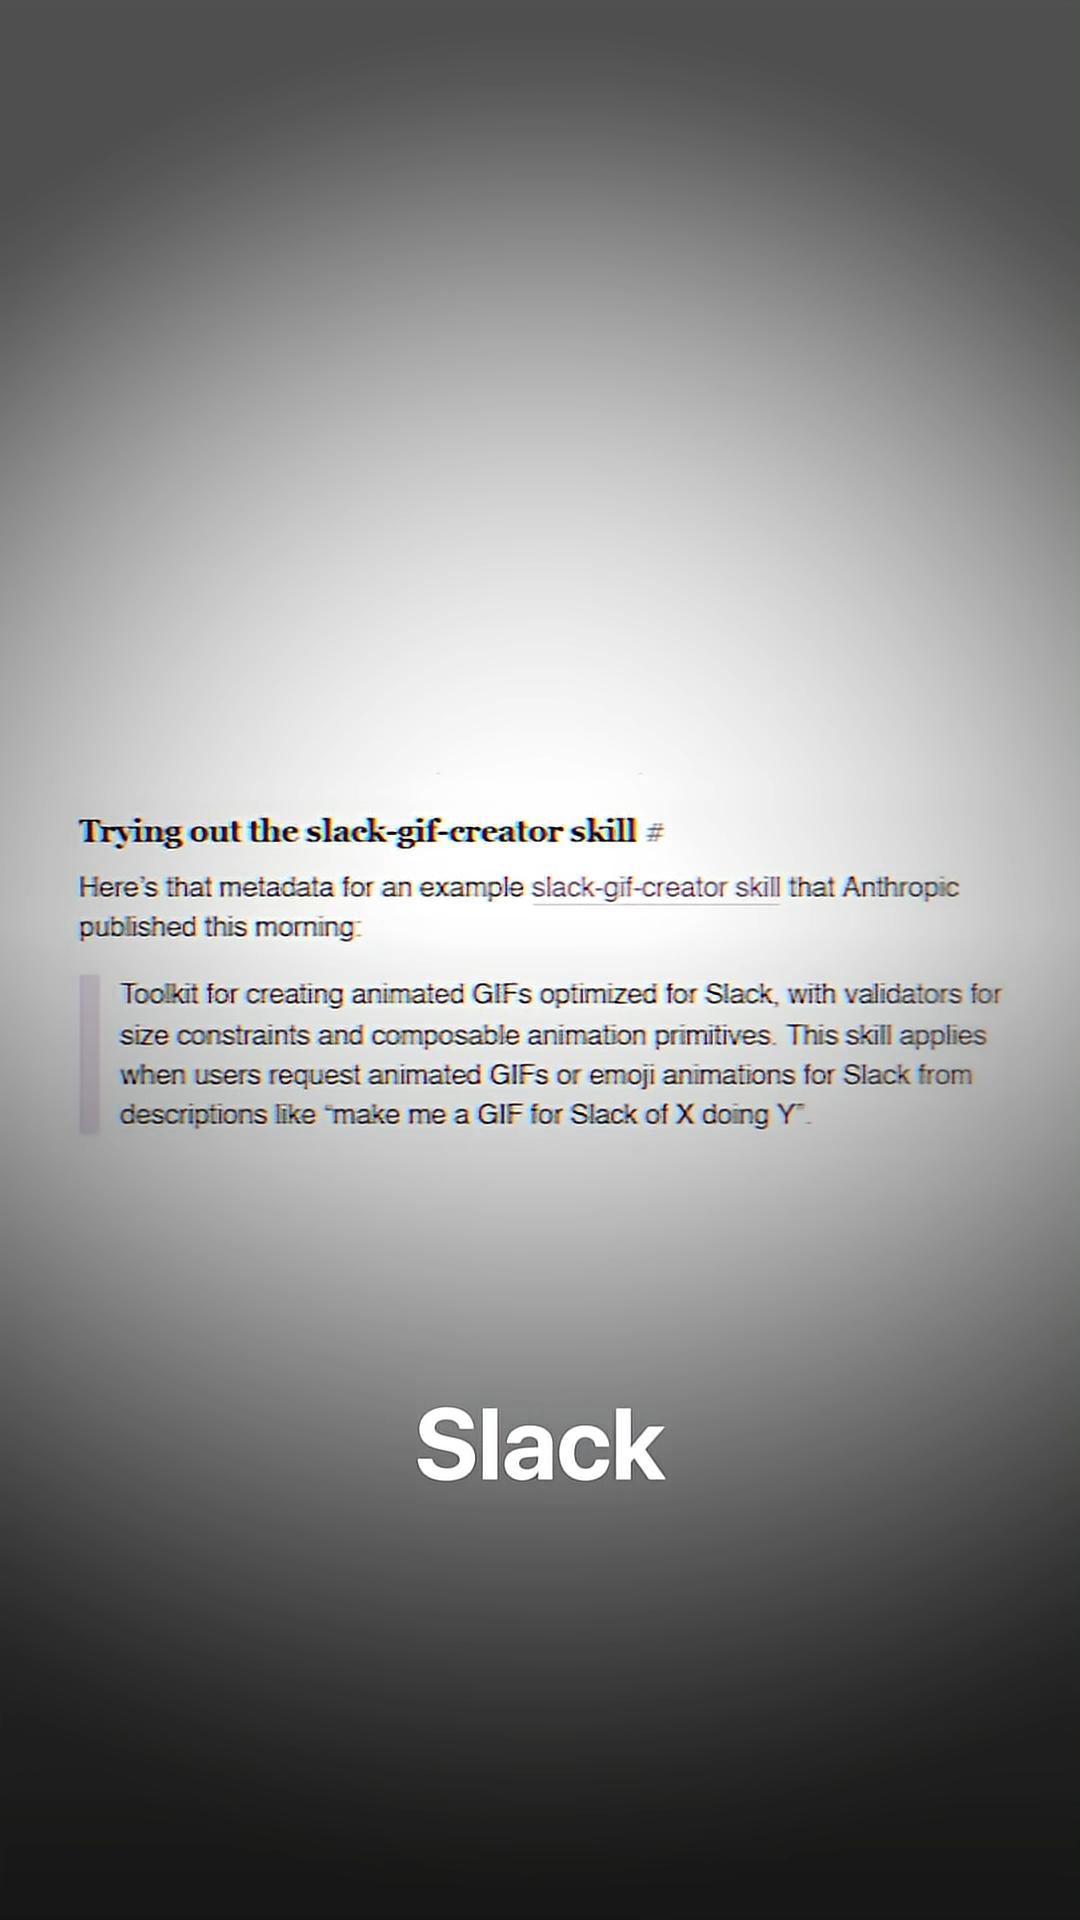 Trying out the slack-gif-creator skill #
Here’s that metadata for an example slack-gif-creator skill that Anthropic
published this morning:
Toolkit for creating animated GIFs optimized for Slack, with validators for
size constraints and composable animation primitives. This skill applies
when users request animated GIFs or emoji animations for Slack from
descriptions like “make me a GIF for Slack of X doing Y”.
Slack